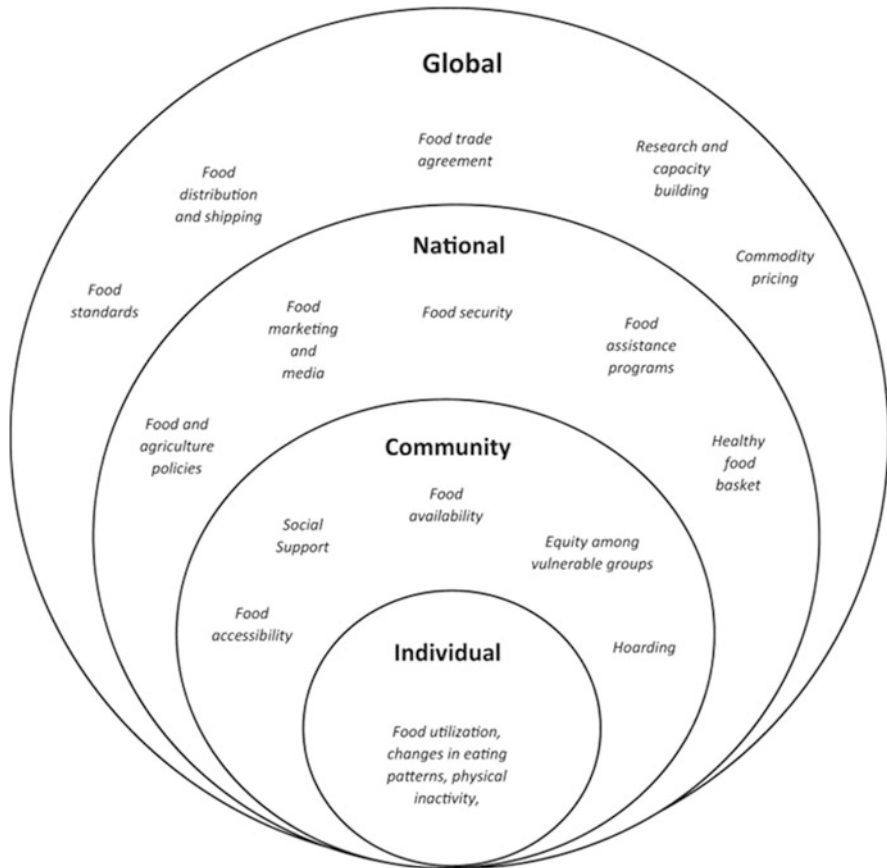 Global
Food trade
agreement
Research and
capacity
building
Food
distribution
and shipping
Commodity
pricing
Food
standards
National
Food
marketing
and
media
Food security
Food
assistance
programs
Food and
agriculture
policies
Healthy
food
basket
Community
Food
availability
Social
Support
Equity among
vulnerable groups
Food
accessibility
Hoarding
Individual
Food utilization,
changes in eating
patterns, physical
inactivity,